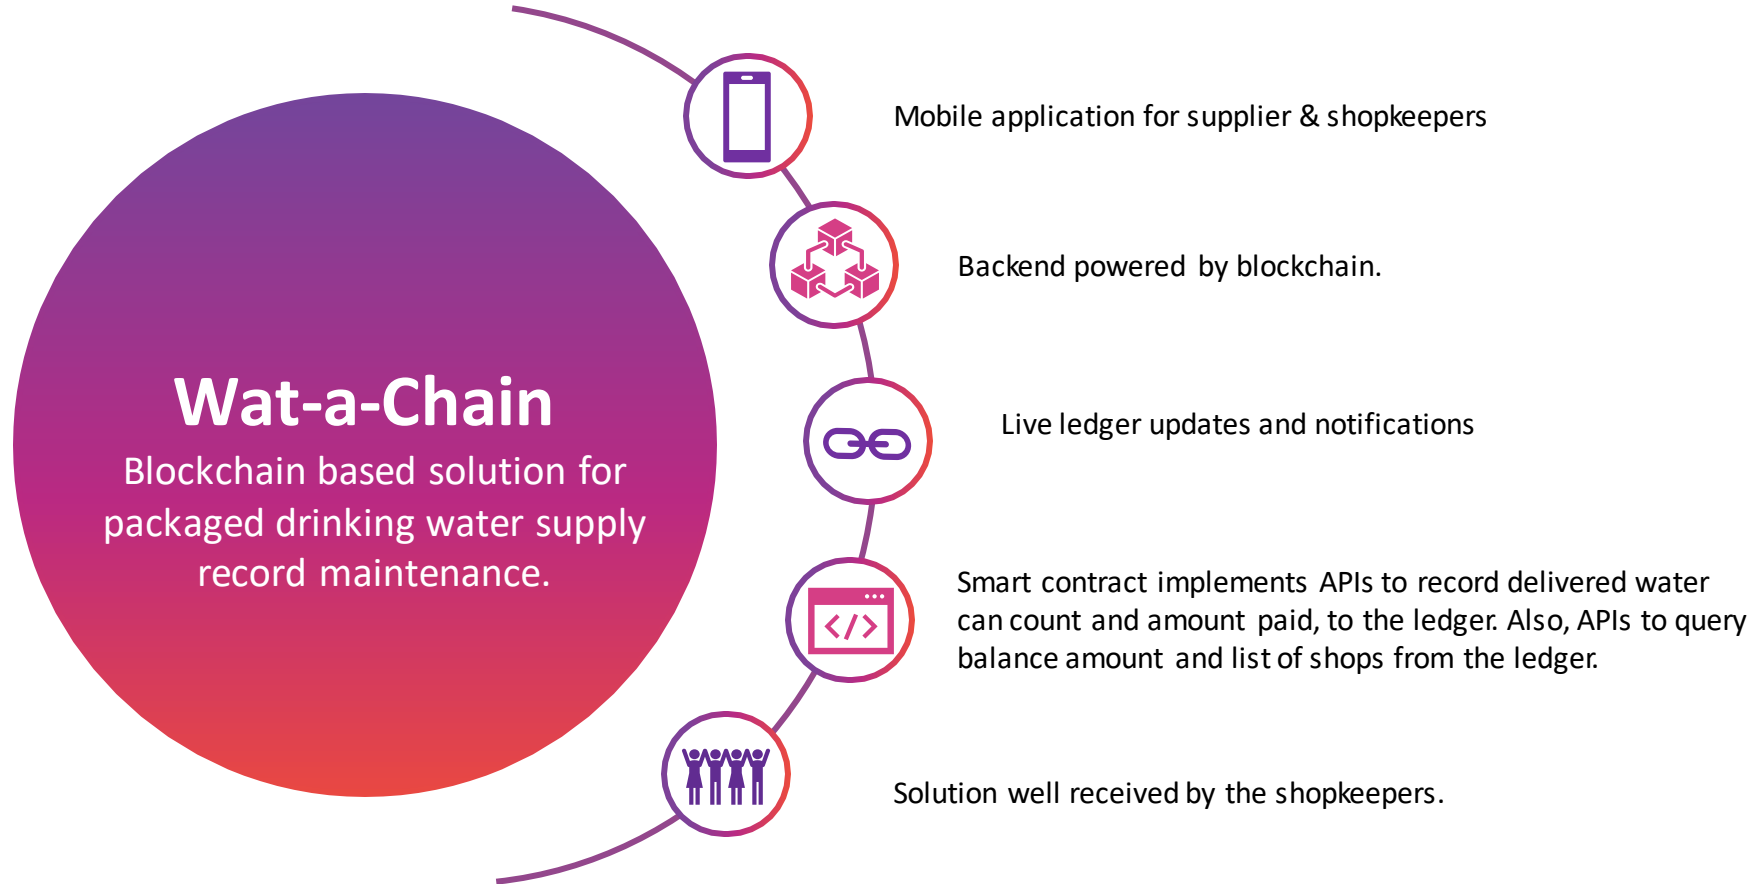 Mobile application for supplier & shopkeepers
Backend powered by blockchain.
Wat-a-Chain
Blockchain based solution for
packaged drinking water supply
record maintenance.
Live ledger updates and notifications
Smart contract implements APIs to record delivered water
can count and amount paid, to the ledger. Also, APIs to query
balance amount and list of shops from the ledger.
Solution well received by the shopkeepers.